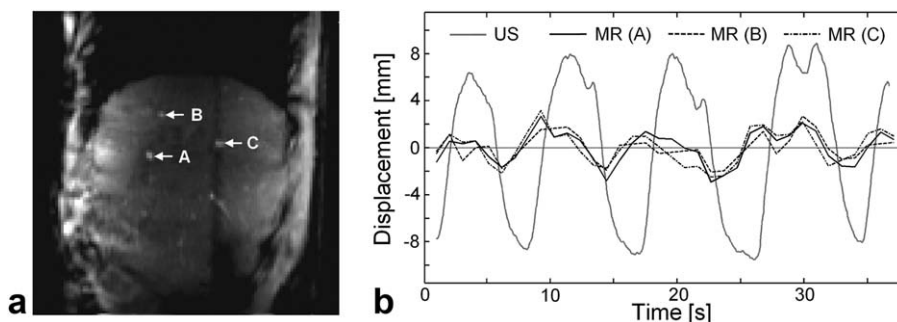 B
C
A
a
US MR (A) MR (B) MR (C)
Displacement [mm]
8
4
0
-4
-8
0 10 20 30
Time [s]
b